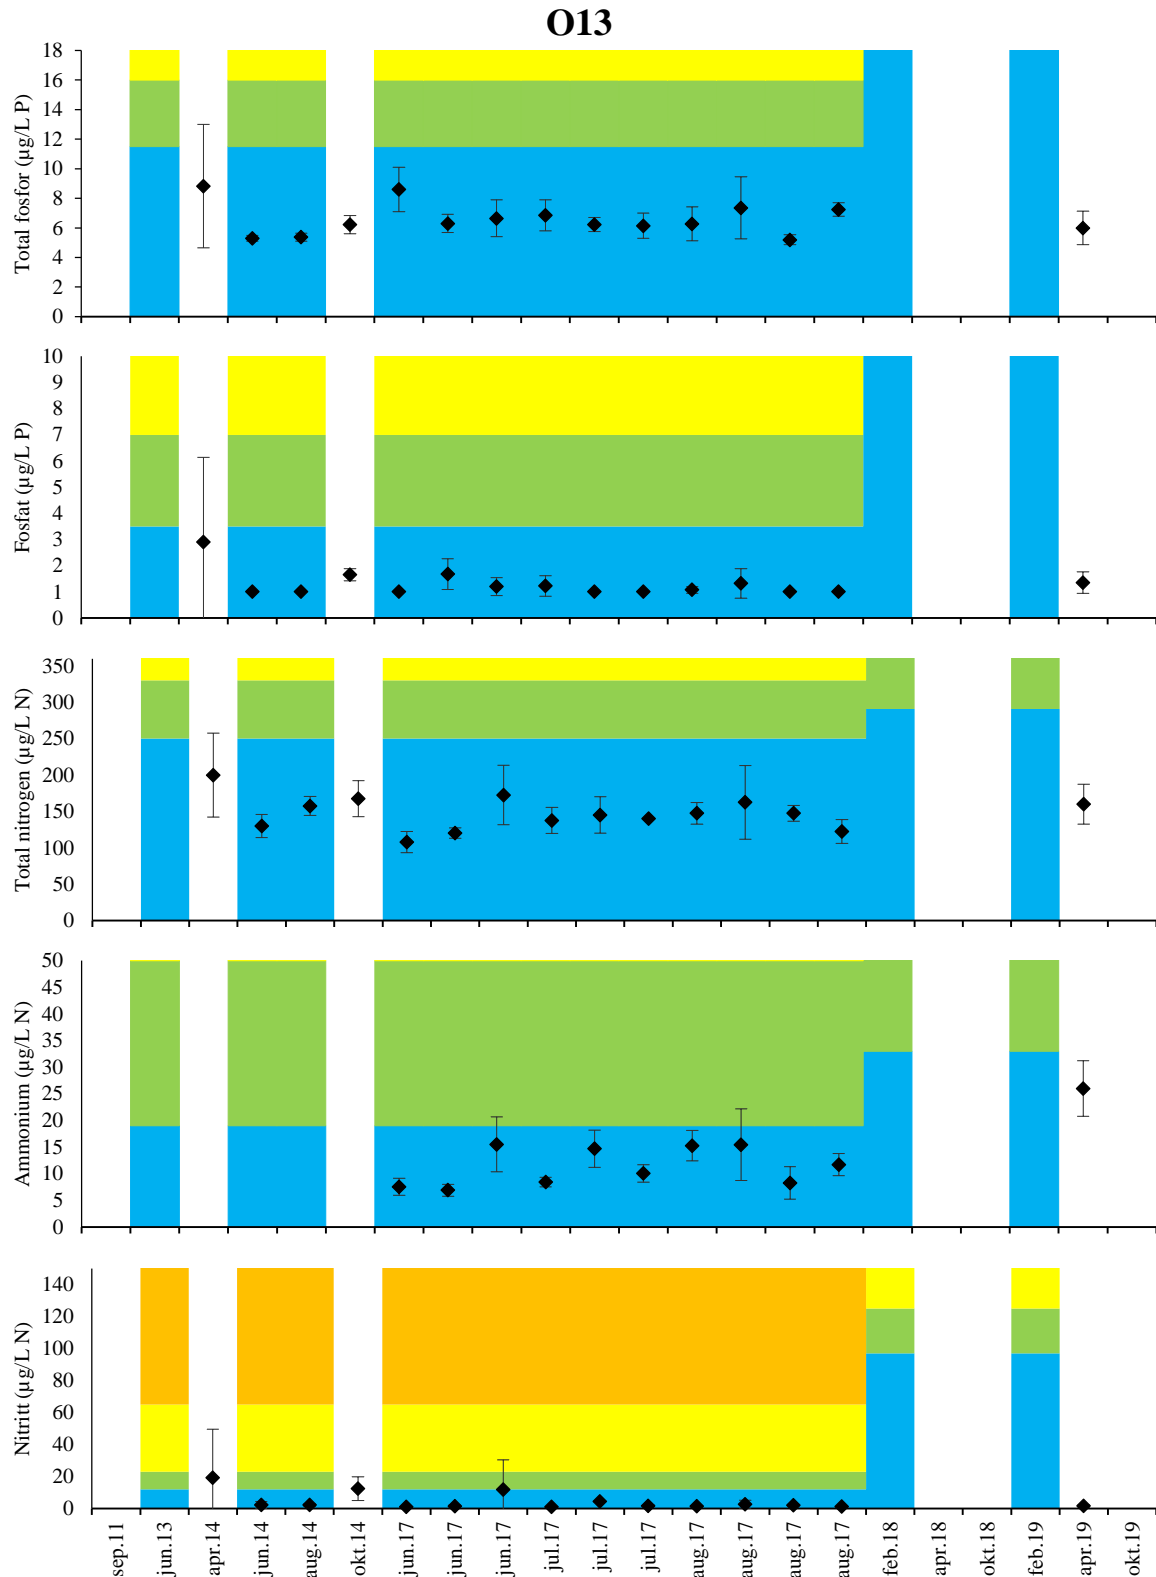 O13
Total fosfor (µg/L P)
18
16
14
12
10
8
6
4
2
0
Fosfat (µg/L P)
10
9
8
7
6
5
4
3
2
1
0
Total nitrogen (µg/L N)
350
300
250
200
150
100
50
0
Ammonium (µg/L N)
50
45
40
35
30
25
20
15
10
5
0
Nitritt (µg/L N)
140
120
100
80
60
40
20
0
sep.11
jun.13
apr.14
jun.14
aug.14
okt.14
jun.17
jun.17
jun.17
jul.17
jul.17
jul.17
aug.17
aug.17
aug.17
aug.17
feb.18
apr.18
okt.18
feb.19
apr.19
okt.19